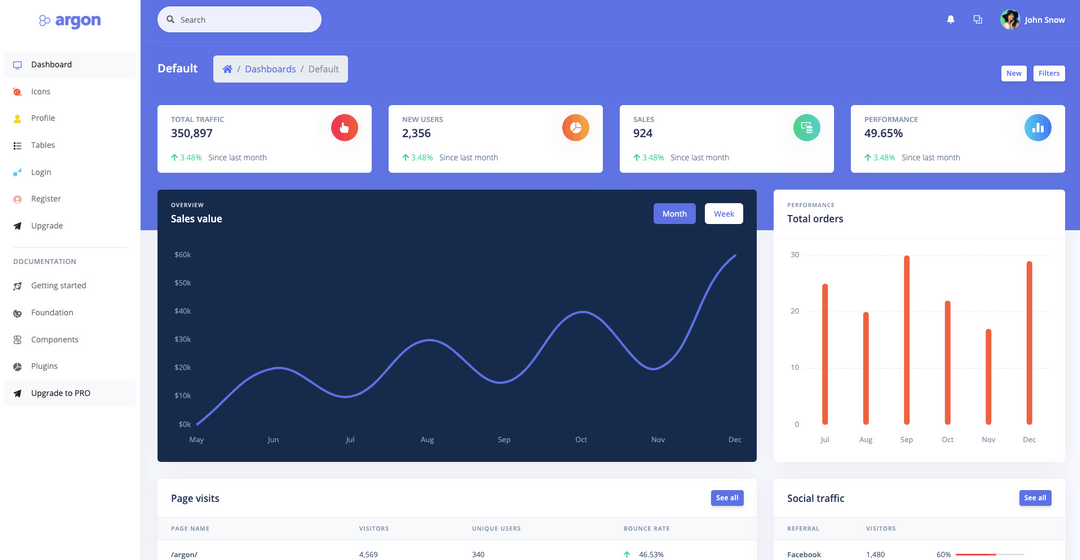 argon
Search
John Snow
Dashboard
Icons
Profile
Tables
Login
Register
Upgrade
DOCUMENTATION
Getting started
Foundation
Components
Plugins
Upgrade to PRO
Default
/ Dashboards / Default
New
Filters
TOTAL TRAFFIC
350,897
3.48% Since last month
NEW USERS
2,356
3.48% Since last month
SALES
924
3.48% Since last month
PERFORMANCE
49.65%
3.48% Since last month
OVERVIEW
Sales value
Month
Week
$60k
$50k
$40k
$30k
$20k
$10k
$0k
May Jun Jul Aug Sep Oct Nov Dec
PERFORMANCE
Total orders
30
20
10
0
Jul Aug Sep Oct Nov Dec
Page visits
See all
PAGE NAME VISITORS UNIQUE USERS BOUNCE RATE
/argon/ 4,569 340 46.53%
Social traffic
See all
REFERRAL VISITORS
Facebook 1,480 60%